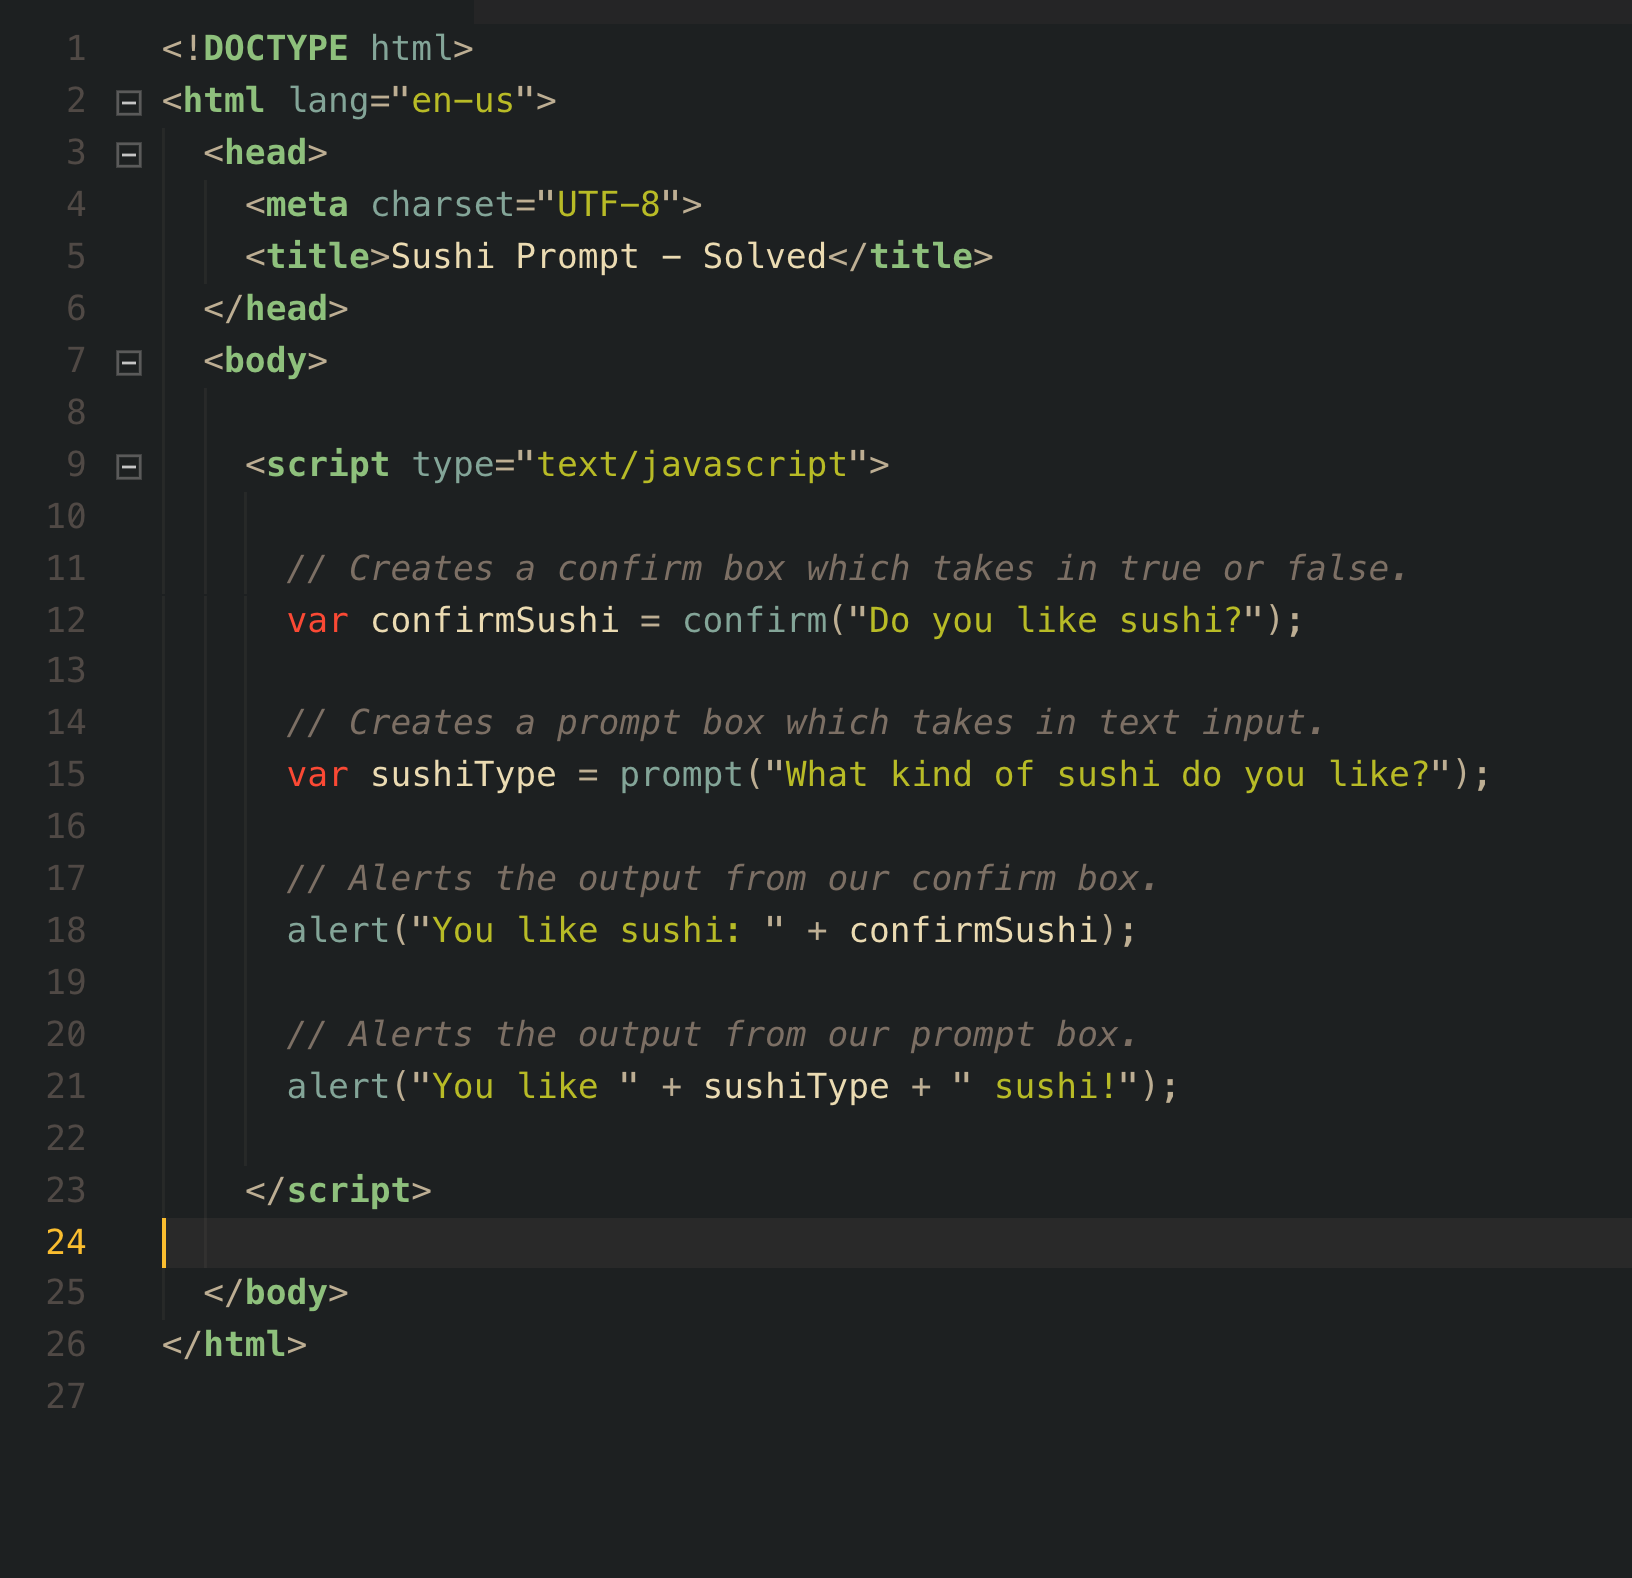 1 <!DOCTYPE html>
2 <html lang="en-us">
3 <head>
4 <meta charset="UTF-8">
5 <title>Sushi Prompt - Solved</title>
6 </head>
7 <body>
8
9 <script type="text/javascript">
10
11 // Creates a confirm box which takes in true or false.
12 var confirmSushi = confirm("Do you like sushi?");
13
14 // Creates a prompt box which takes in text input.
15 var sushiType = prompt("What kind of sushi do you like?");
16
17 // Alerts the output from our confirm box.
18 alert("You like sushi: " + confirmSushi);
19
20 // Alerts the output from our prompt box.
21 alert("You like " + sushiType + " sushi!");
22
23 </script>
24
25 </body>
26 </html>
27